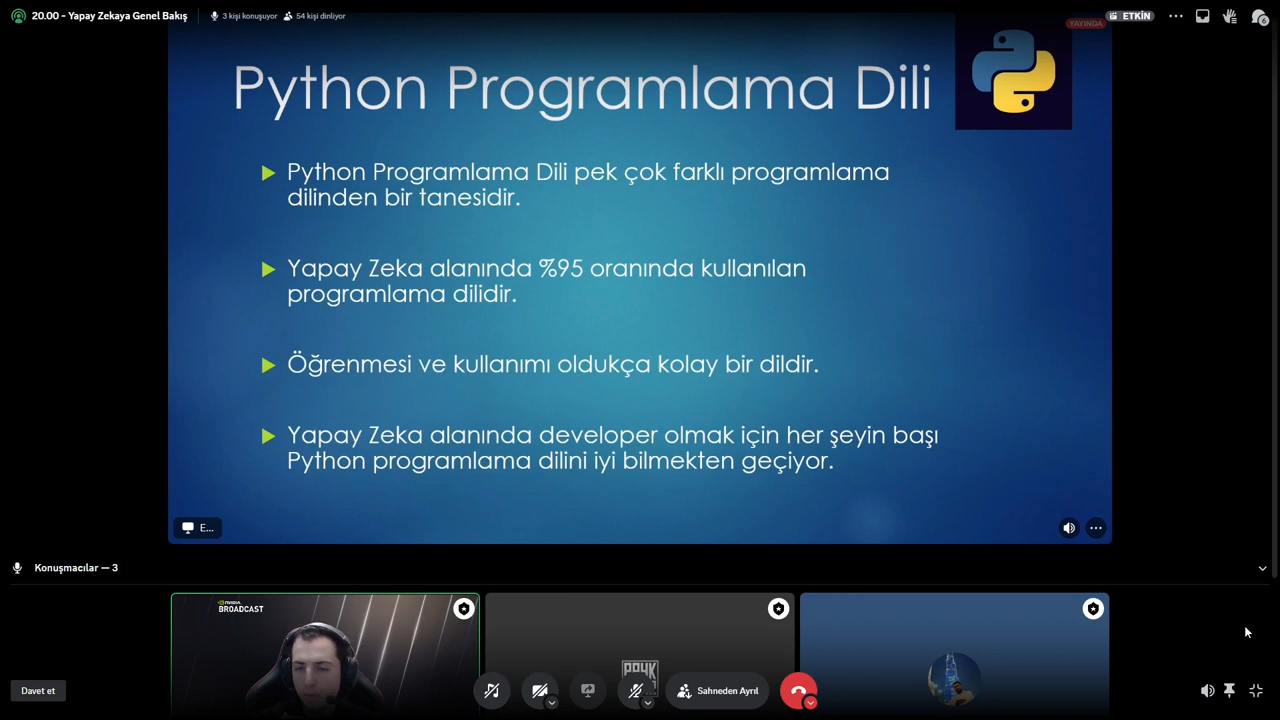 20.00 - Yapay Zekaya Genel Bakış
3 kişi konuşuyor
54 kişi dinliyor
ETKİN
6
YAYINDA
Python Programlama Dili
Python Programlama Dili pek çok farklı programlama
dilinden bir tanesidir.
Yapay Zeka alanında %95 oranında kullanılan
programlama dilidir.
Öğrenmesi ve kullanımı oldukça kolay bir dildir.
Yapay Zeka alanında developer olmak için her şeyin başı
Python programlama dilini iyi bilmekten geçiyor.
E...
Konuşmacılar — 3
NVIDIA
BROADCAST
Davet et
Sahneden Ayrıl